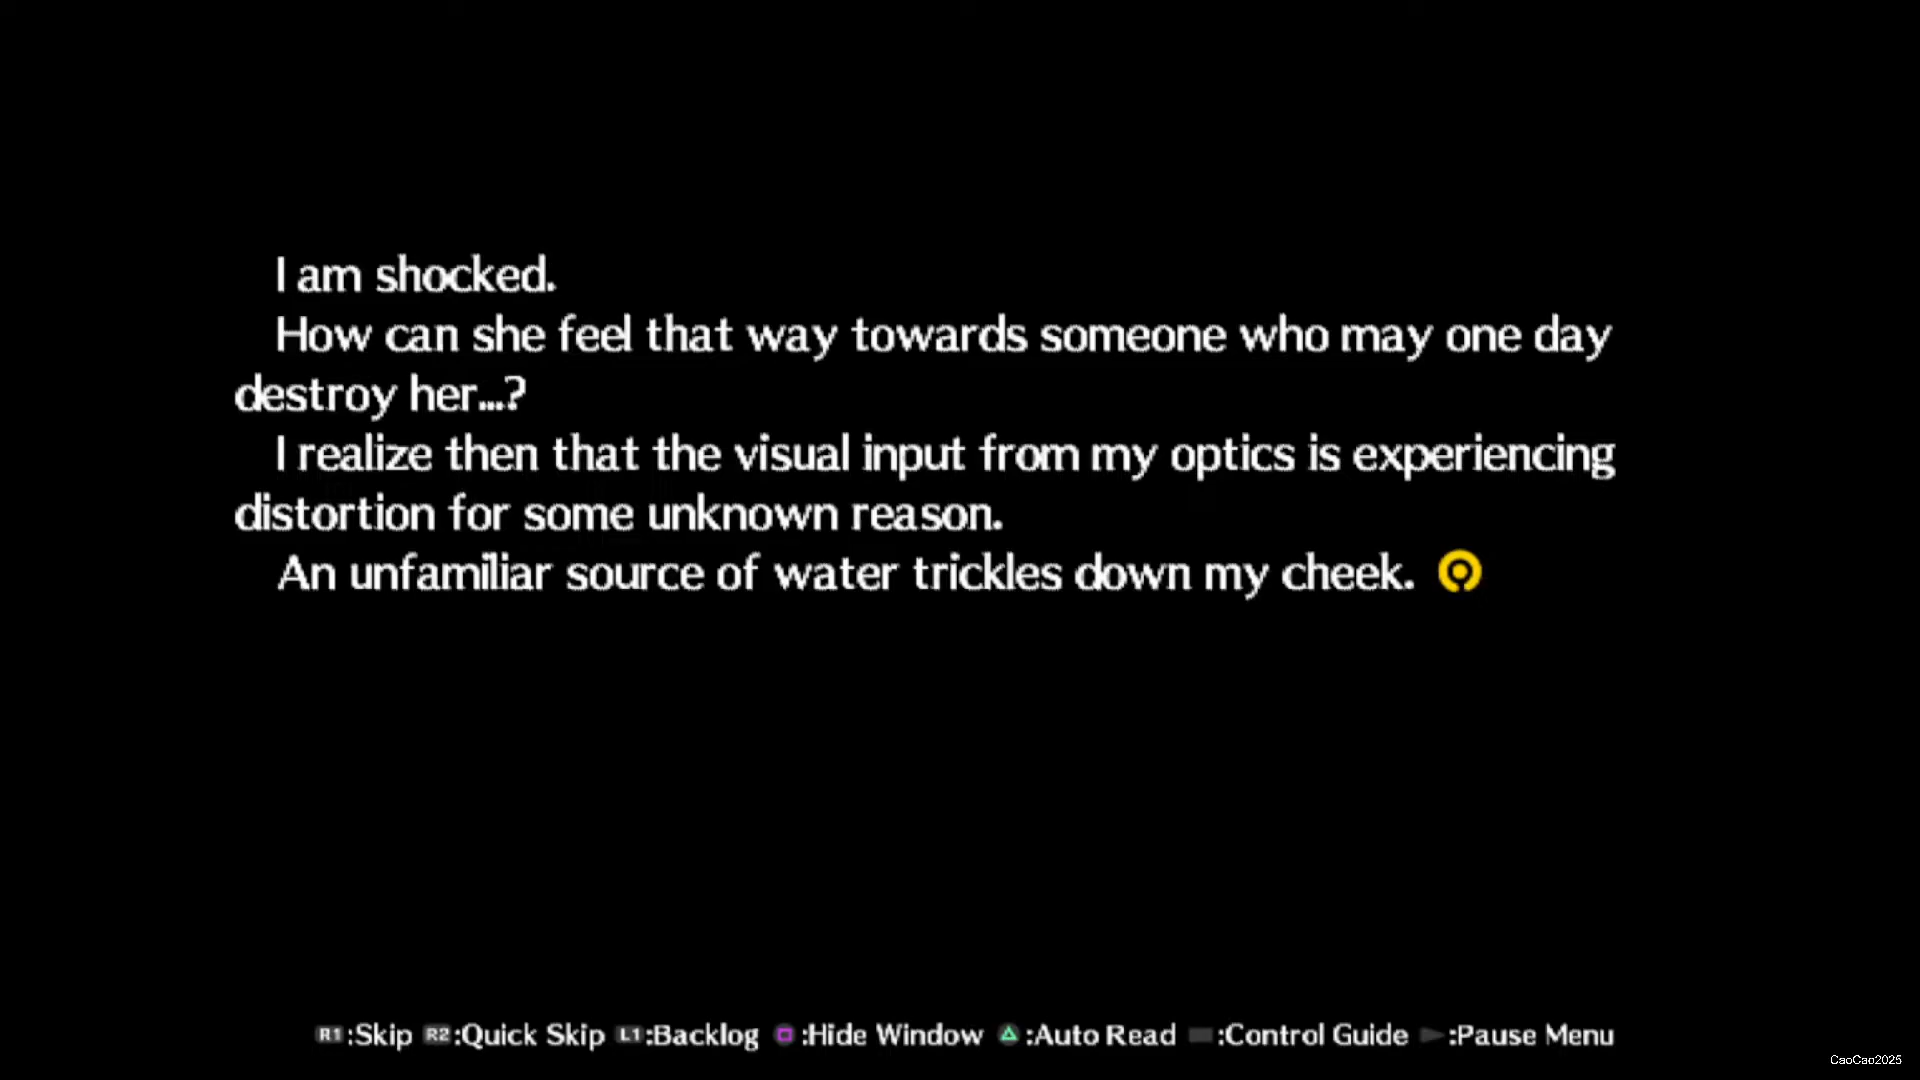 I am shocked.
How can she feel that way towards someone who may one day
destroy her...?
I realize then that the visual input from my optics is experiencing
distortion for some unknown reason.
An unfamiliar source of water trickles down my cheek.
R1:Skip R2:Quick Skip L1:Backlog :Hide Window :Auto Read :Control Guide :Pause Menu
CaoCao2025